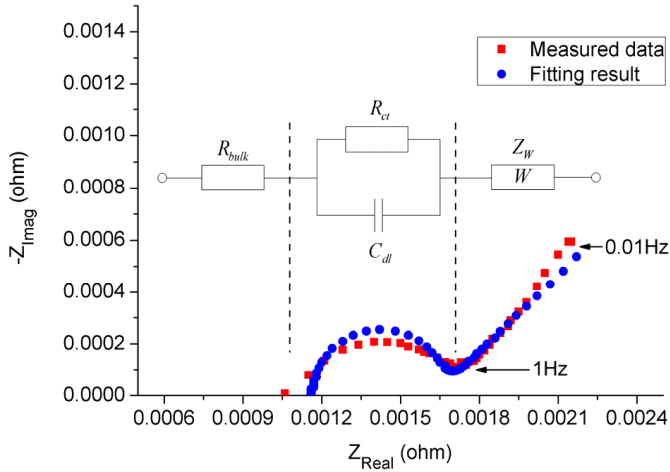 0.0014
0.0012
0.0010
0.0008
0.0006
0.0004
0.0002
0.0000
-Z_Imag (ohm)
Measured data
Fitting result
R_ct
R_bulk
Z_W
W
C_dl
0.01Hz
1Hz
0.0006 0.0009 0.0012 0.0015 0.0018 0.0021 0.0024
Z_Real (ohm)